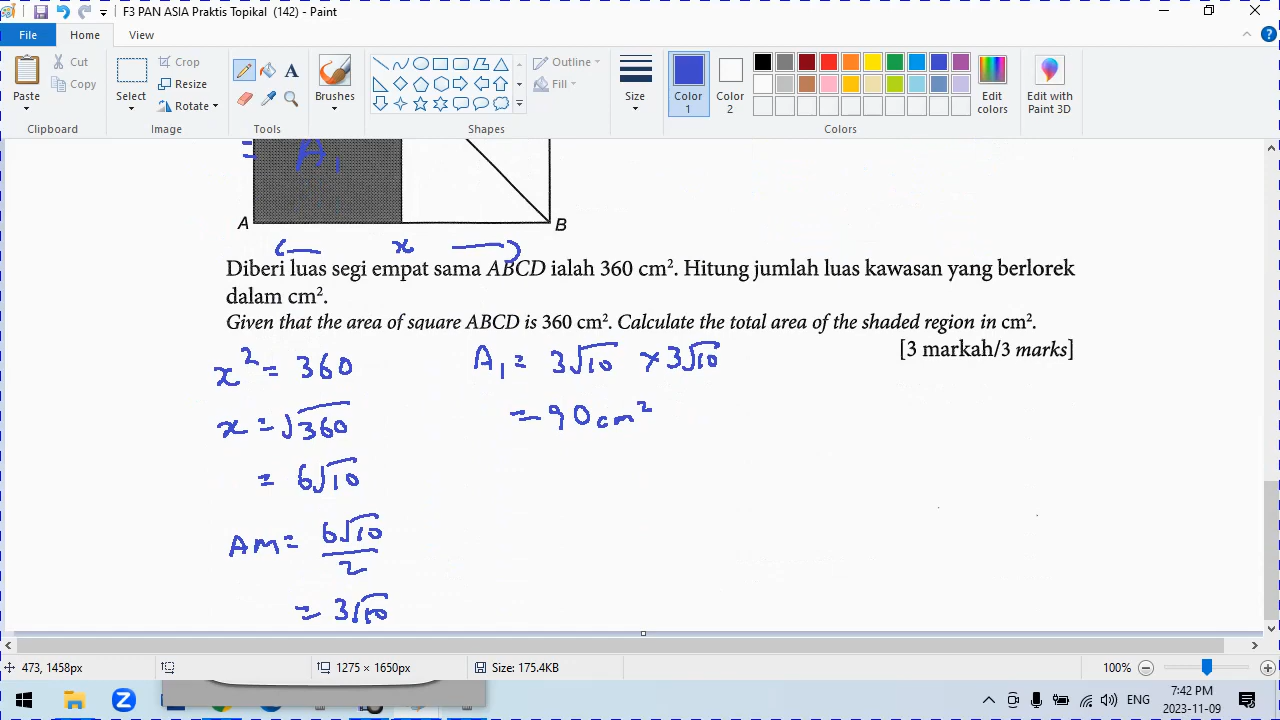 F3 PAN ASIA Praktis Topikal (142) - Paint
File Home View
Paste Cut Copy
Clipboard
Select Crop Resize Rotate
Image
Tools
Brushes
Outline Fill
Shapes
Size
Color 1 Color 2
Edit colors
Colors
Edit with Paint 3D
A₁
A B
x
Diberi luas segi empat sama ABCD ialah 360 cm². Hitung jumlah luas kawasan yang berlorek
dalam cm².
Given that the area of square ABCD is 360 cm². Calculate the total area of the shaded region in cm².
[3 markah/3 marks]
x² = 360
x = √360
= 6√10
AM = 6√10/2
= 3√10
A₁ = 3√10 × 3√10
= 90 cm²
473, 1458px 1275 × 1650px Size: 175.4KB 100%
ENG 7:42 PM
2023-11-09